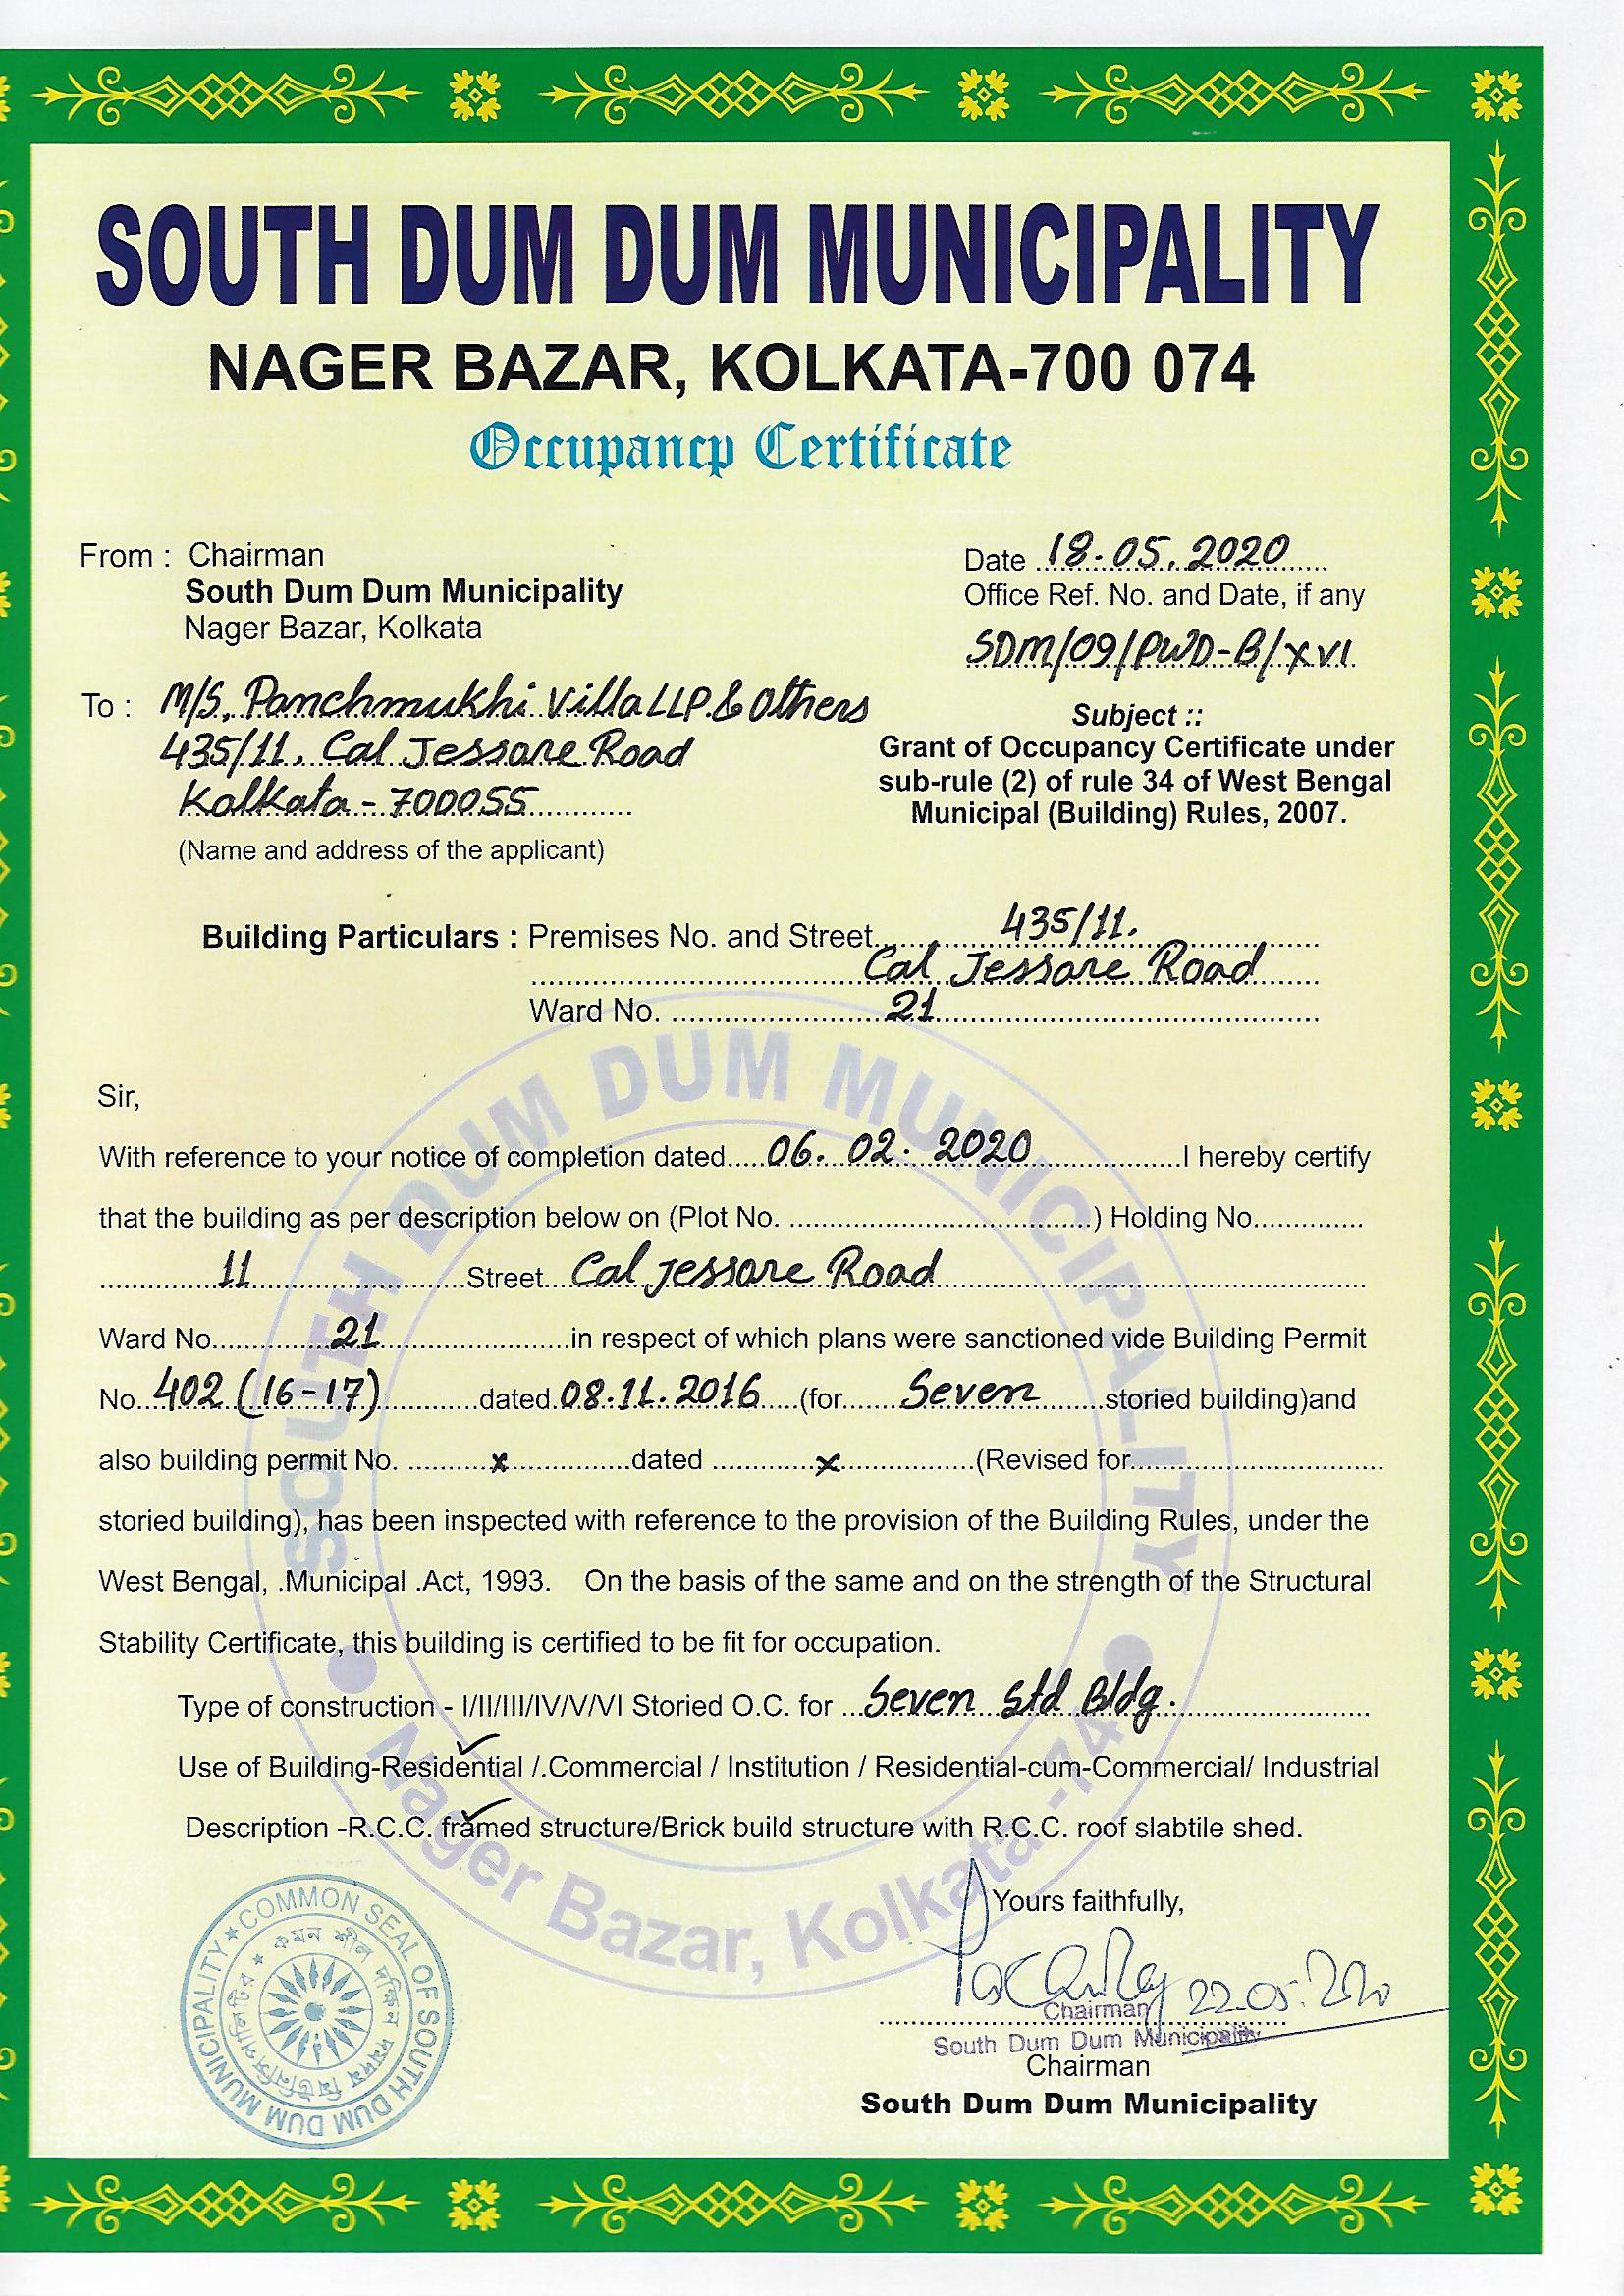 SOUTH DUM DUM MUNICIPALITY
NAGER BAZAR, KOLKATA-700 074
Occupancy Certificate
From : Chairman
South Dum Dum Municipality
Nager Bazar, Kolkata
Date 18.05.2020
Office Ref. No. and Date, if any
SDM/09/PWD-B/XVI
To : M/S. Panchmukhi Villa LLP. & Others
435/11, Cal Jessore Road
Kolkata - 700055
(Name and address of the applicant)
Subject ::
Grant of Occupancy Certificate under
sub-rule (2) of rule 34 of West Bengal
Municipal (Building) Rules, 2007.
Building Particulars : Premises No. and Street 435/11.
Cal Jessore Road
Ward No. 21
Sir,
With reference to your notice of completion dated 06.02.2020 I hereby certify
that the building as per description below on (Plot No. ) Holding No.
11 Street Cal Jessore Road
Ward No. 21 in respect of which plans were sanctioned vide Building Permit
No. 402 (16-17) dated 08.11.2016 (for Seven storied building)and
also building permit No. x dated x (Revised for
storied building), has been inspected with reference to the provision of the Building Rules, under the
West Bengal, .Municipal .Act, 1993. On the basis of the same and on the strength of the Structural
Stability Certificate, this building is certified to be fit for occupation.
Type of construction - I/II/III/IV/V/VI Storied O.C. for Seven Std Bldg.
Use of Building-Residential /.Commercial / Institution / Residential-cum-Commercial/ Industrial
Description -R.C.C. framed structure/Brick build structure with R.C.C. roof slabtile shed.
Yours faithfully,
22.05.2020
Chairman
South Dum Dum Municipality
Chairman
South Dum Dum Municipality
COMMON SEAL OF SOUTH DUM DUM MUNICIPALITY
কমন শীল দক্ষিণ দমদম মিউনিসিপ্যালিটির
SOUTH DUM DUM MUNICIPALITY
Nager Bazar, Kolkata-74